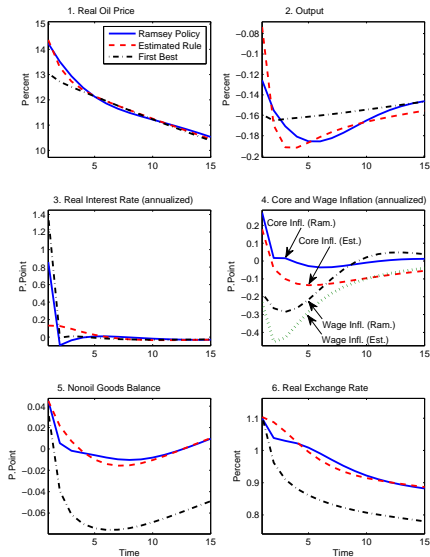 1. Real Oil Price
Percent
15
14
13
12
11
10
5
10
15
Ramsey Policy
Estimated Rule
First Best
2. Output
Percent
−0.08
−0.1
−0.12
−0.14
−0.16
−0.18
−0.2
5
10
15
3. Real Interest Rate (annualized)
P.Point
1.4
1.2
1
0.8
0.6
0.4
0.2
0
5
10
15
4. Core and Wage Inflation (annualized)
P.Point
0.2
0.1
0
−0.1
−0.2
−0.3
−0.4
5
10
15
Core Infl. (Ram.)
Core Infl. (Est.)
Wage Infl. (Ram.)
Wage Infl. (Est.)
5. Nonoil Goods Balance
P.Point
0.04
0.02
0
−0.02
−0.04
−0.06
5
10
15
Time
6. Real Exchange Rate
Percent
1.1
1
0.9
0.8
5
10
15
Time